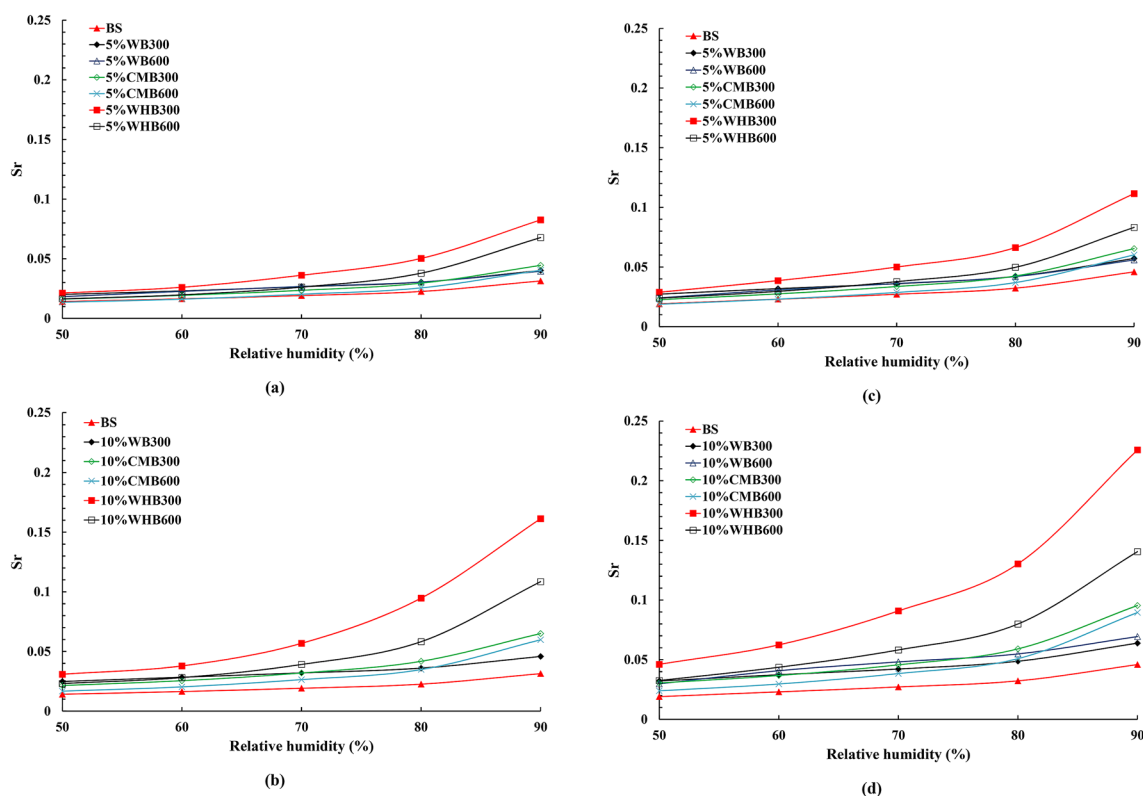 0.25
0.2
0.15
0.1
0.05
0
Sr
BS
5%WB300
5%WB600
5%CMB300
5%CMB600
5%WHB300
5%WHB600
50 60 70 80 90
Relative humidity (%)
(a)
0.25
0.2
0.15
0.1
0.05
0
Sr
BS
5%WB300
5%WB600
5%CMB300
5%CMB600
5%WHB300
5%WHB600
50 60 70 80 90
Relative humidity (%)
(c)
0.25
0.2
0.15
0.1
0.05
0
Sr
BS
10%WB300
10%CMB300
10%CMB600
10%WHB300
10%WHB600
50 60 70 80 90
Relative humidity (%)
(b)
0.25
0.2
0.15
0.1
0.05
0
Sr
BS
10%WB300
10%WB600
10%CMB300
10%CMB600
10%WHB300
10%WHB600
50 60 70 80 90
Relative humidity (%)
(d)